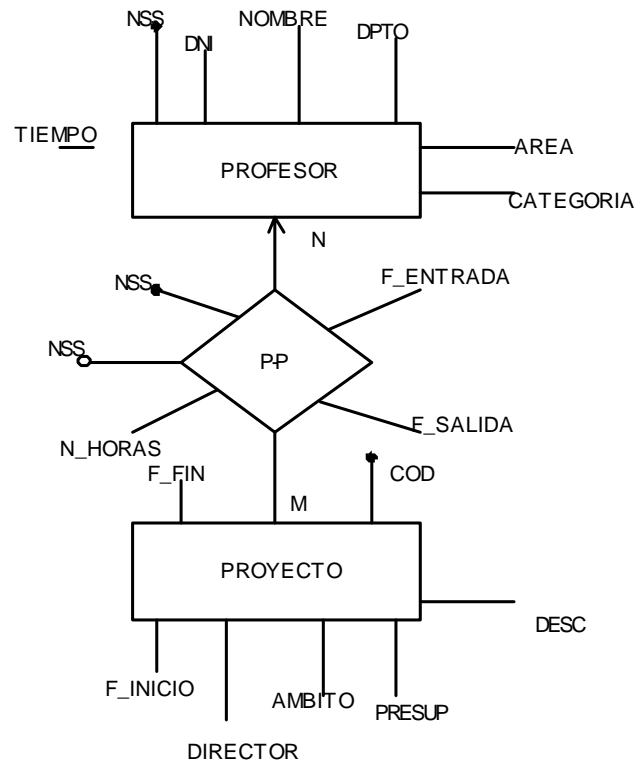 NSS
NOMBRE
DNI
DPTO
TIEMPO
AREA
PROFESOR
CATEGORIA
N
NSS
F_ENTRADA
NSS
P-P
F_SALIDA
N_HORAS
F_FIN
COD
M
PROYECTO
DESC
F_INICIO
AMBITO
PRESUP
DIRECTOR